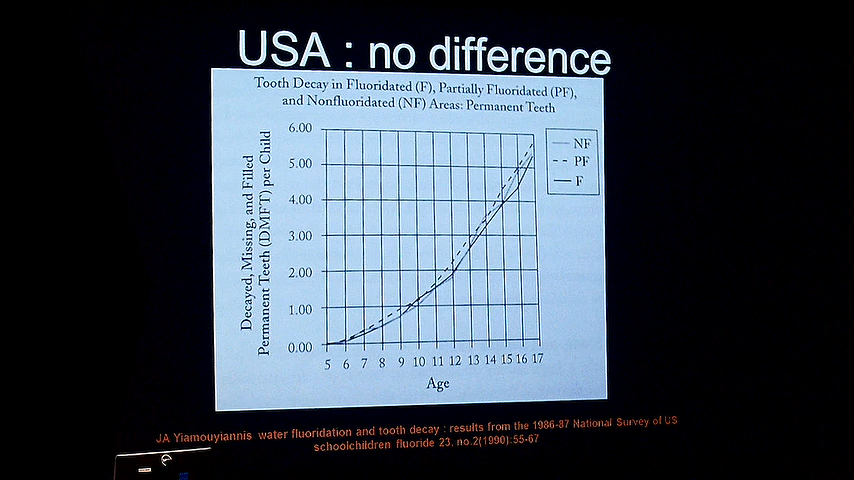 USA : no difference
Tooth Decay in Fluoridated (F), Partially Fluoridated (PF),
and Nonfluoridated (NF) Areas: Permanent Teeth
Decayed, Missing, and Filled
Permanent Teeth (DMFT) per Child
6.00
5.00
4.00
3.00
2.00
1.00
0.00
5 6 7 8 9 10 11 12 13 14 15 16 17
Age
NF
PF
F
JA Yiamouyiannis water fluoridation and tooth decay : results from the 1986-87 National Survey of US
schoolchildren fluoride 23, no.2(1990):55-67